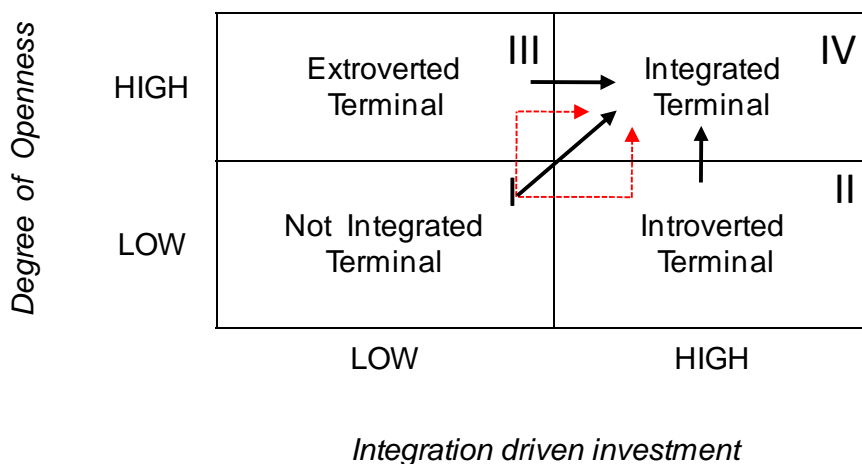 Degree of Openness
HIGH
Extroverted
Terminal
III
Integrated
Terminal
IV
LOW
Not Integrated
Terminal
I
Introverted
Terminal
II
LOW
HIGH
Integration driven investment